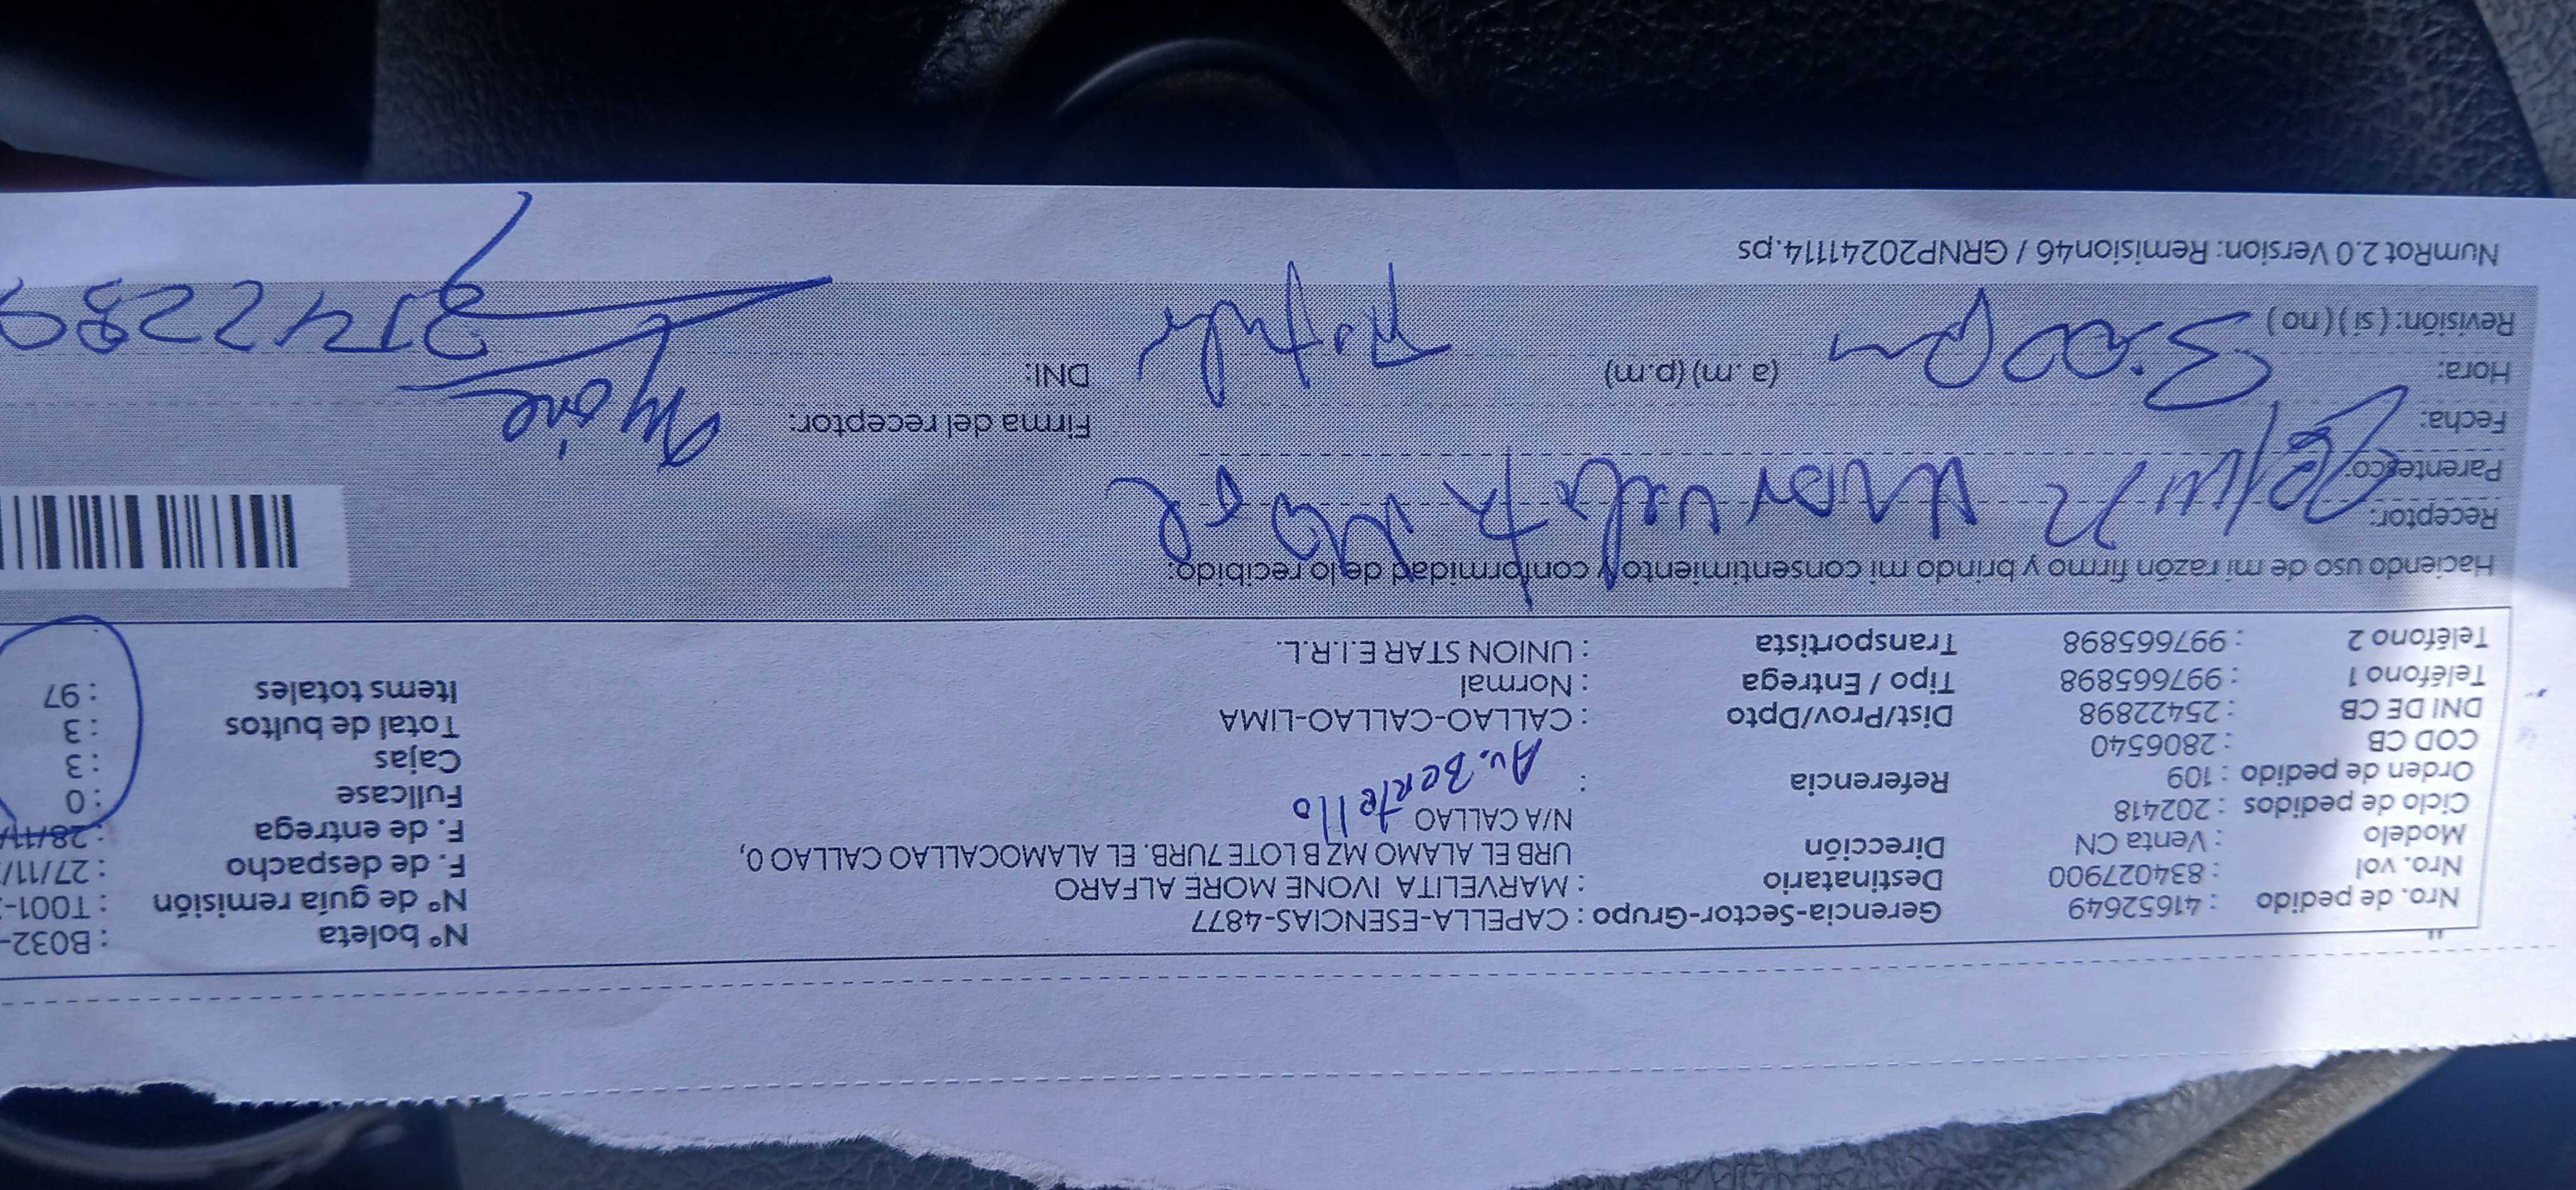 Nro. de pedido : 41652649 Gerencia-Sector-Grupo : CAPELLA-ESENCIAS-4877 N° boleta : B032-
Nro. vol : 834027900 Destinatario : MARVELITA IVONE MORE ALFARO N° de guía remisión : T001-
Modelo : Venta CN Dirección URB EL ALAMO MZ B LOTE 7URB. EL ALAMOCALLAO CALLAO 0, F. de despacho : 27/11/
Ciclo de pedidos : 202418 N/A CALLAO F. de entrega : 28/11/
Orden de pedido : 109 Referencia : Av. Bertello Fullcase : 0
COD CB : 2806540 Cajas : 3
DNI DE CB : 25422898 Dist/Prov/Dpto : CALLAO-CALLAO-LIMA Total de bultos : 3
Teléfono 1 : 997665898 Tipo / Entrega : Normal Items totales : 97
Teléfono 2 : 997665898 Transportista : UNION STAR E.I.R.L.
Haciendo uso de mi razón firmo y brindo mi consentimiento y conformidad de lo recibido:
Receptor: Marvelita More
Parentesco:
Fecha: Firma del receptor:
Hora: 3:00 pm (a.m) (p.m) DNI:
Revisión: ( si ) ( no )
NumRot 2.0 Version: Remision46 / GRNP20241114.ps